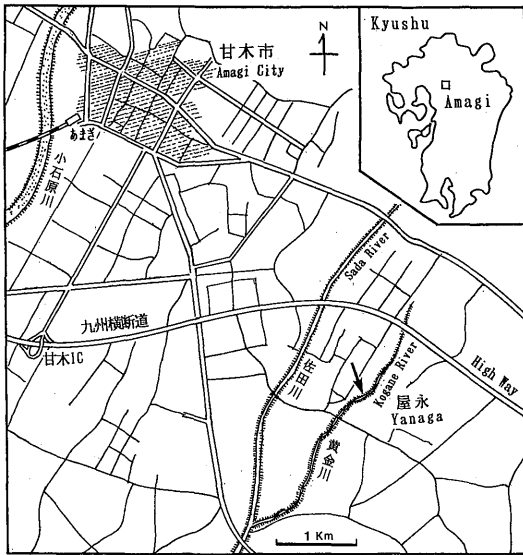 甘木市
Amagi City
N
Kyushu
Amagi
あまぎ
小石原川
Sada River
九州横断道
甘木IC
佐田川
Kogane River
High Way
屋永
Yanaga
黄金川
1 Km